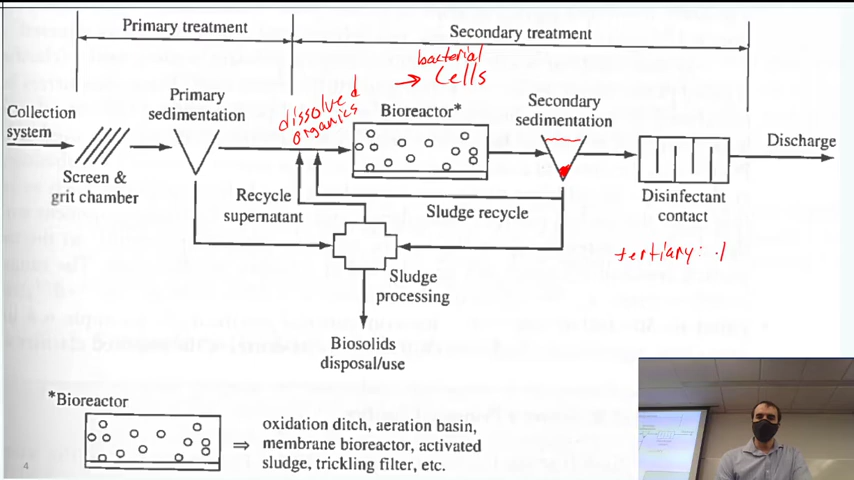 Primary treatment
Secondary treatment
bacterial
→ Cells
dissolved
organics
Collection
system
Primary
sedimentation
Bioreactor*
Secondary
sedimentation
Discharge
Screen &
grit chamber
Recycle
supernatant
Sludge recycle
Disinfectant
contact
tertiary:
Sludge
processing
Biosolids
disposal/use
*Bioreactor
⇒ oxidation ditch, aeration basin,
membrane bioreactor, activated
sludge, trickling filter, etc.
4